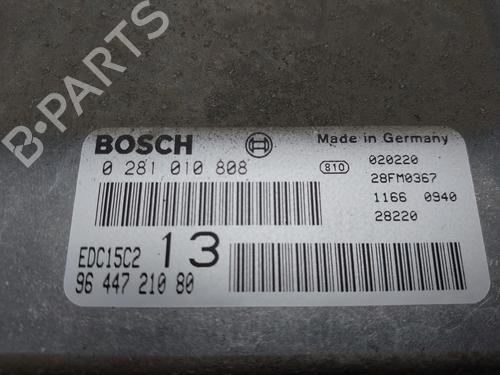 B-PARTS
BOSCH
Made in Germany
0 281 010 808
810
020220
28FM0367
1166 0940
28220
EDC15C2 13
96 447 210 80